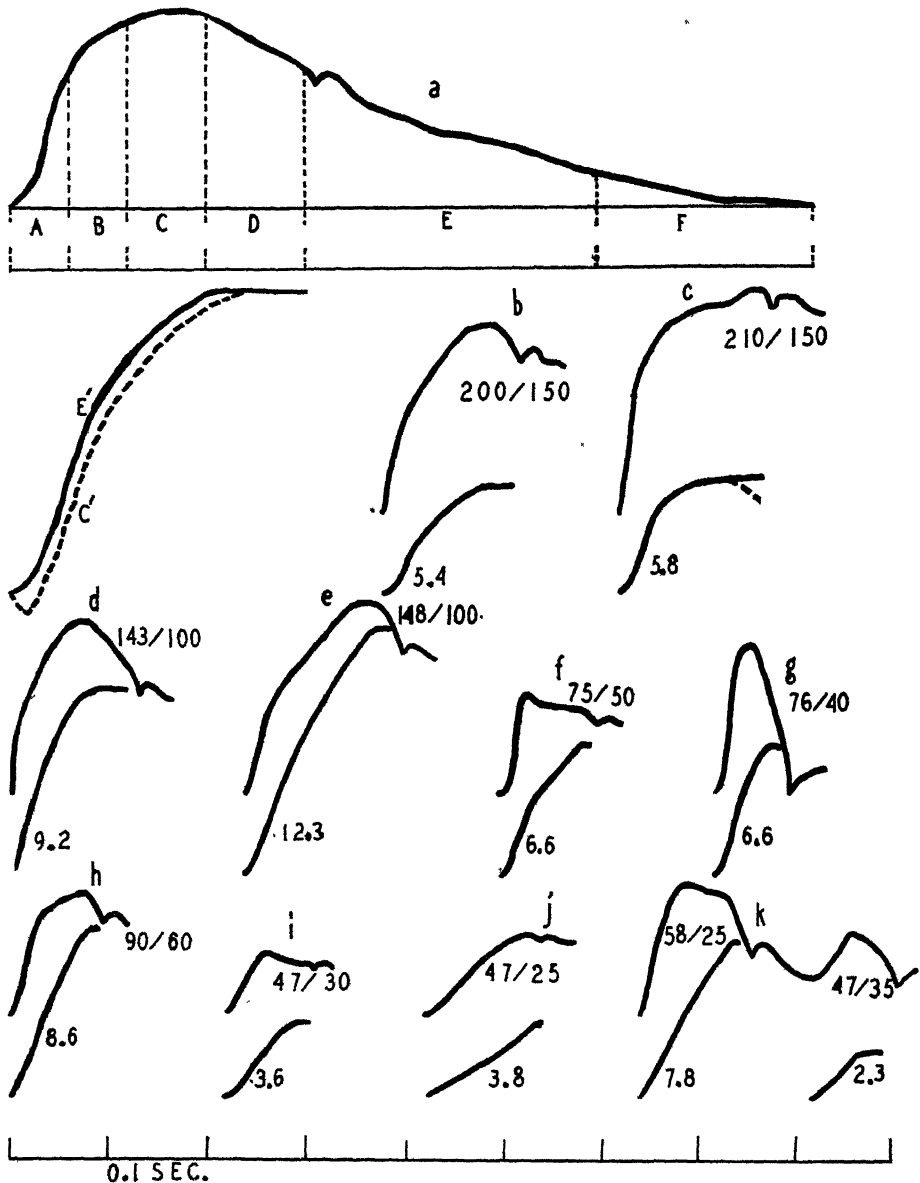 a
A B C D E F
b
c
200/150
210/150
E'
C'
5.4
5.8
d
e
143/100
148/100.
f
75/50
g
76/40
9.2
12.3
6.6
6.6
h
90/60
i
47/30
j
47/25
k
58/25
47/35
8.6
3.6
3.8
7.8
2.3
0.1 SEC.